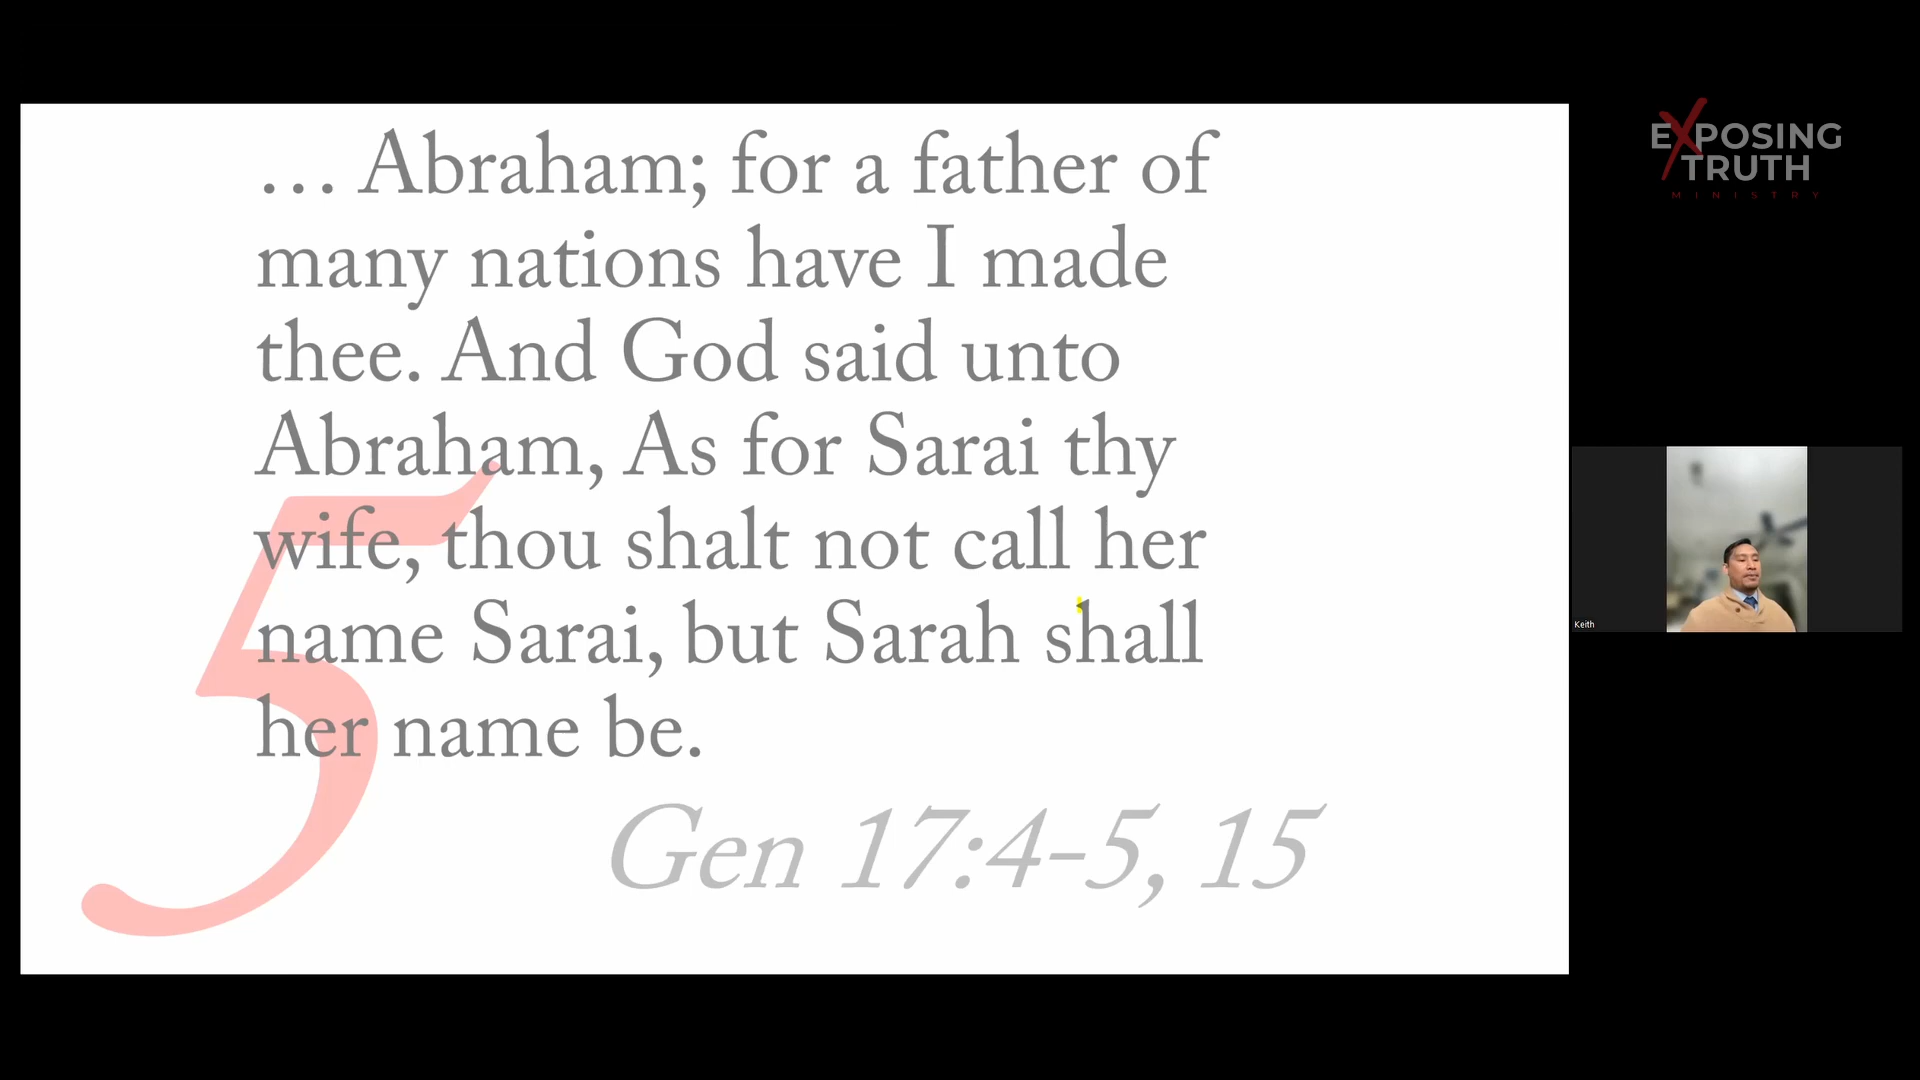 … Abraham; for a father of
many nations have I made
thee. And God said unto
Abraham, As for Sarai thy
wife, thou shalt not call her
name Sarai, but Sarah shall
her name be.
Gen 17:4-5, 15
5
EXPOSING
TRUTH
MINISTRY
Keith